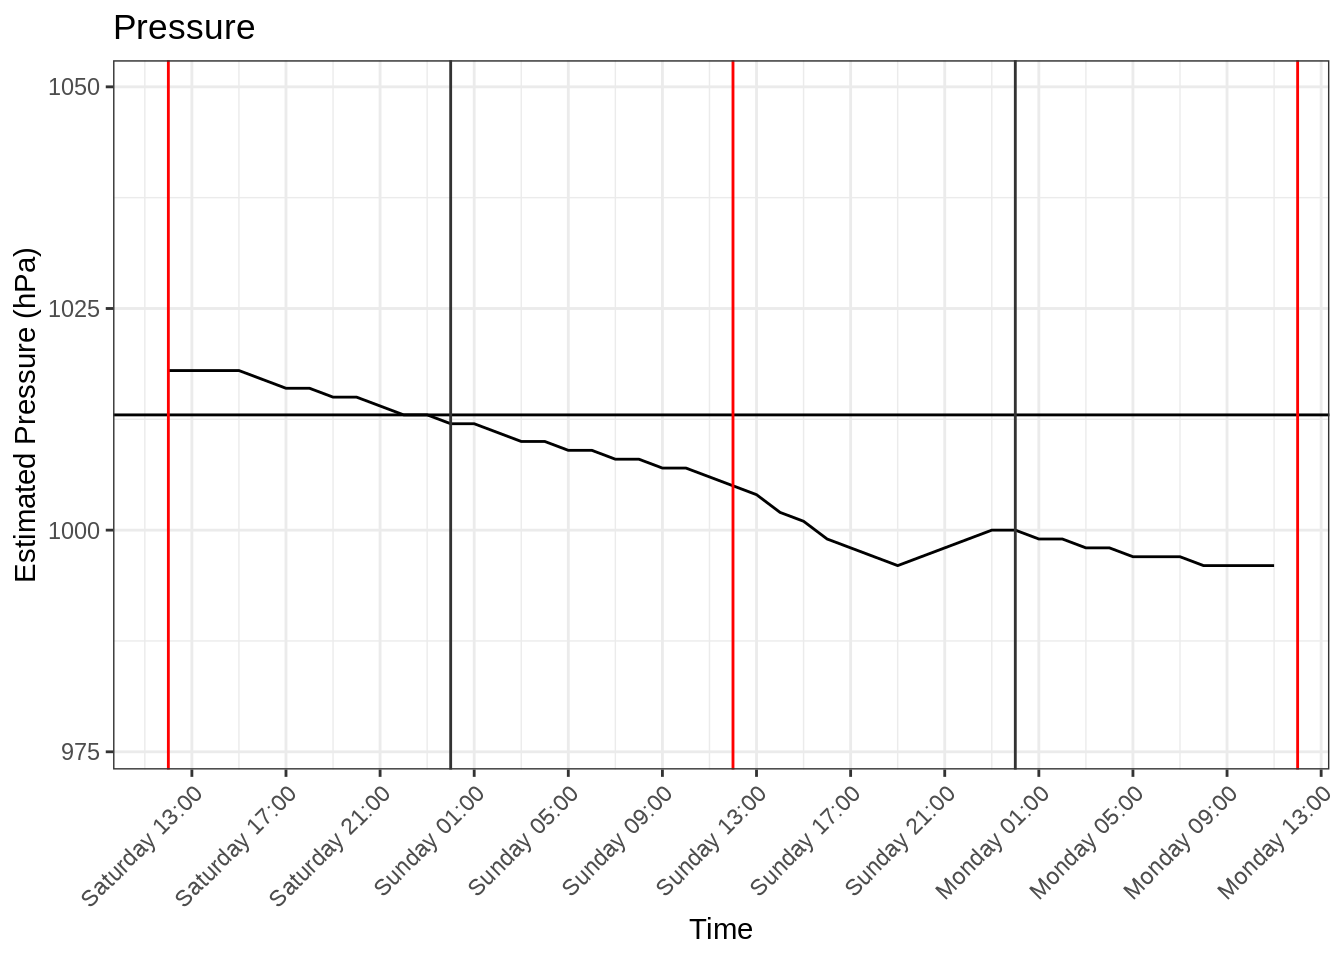 Pressure
Estimated Pressure (hPa)
1050
1025
1000
975
Saturday 13:00
Saturday 17:00
Saturday 21:00
Sunday 01:00
Sunday 05:00
Sunday 09:00
Sunday 13:00
Sunday 17:00
Sunday 21:00
Monday 01:00
Monday 05:00
Monday 09:00
Monday 13:00
Time